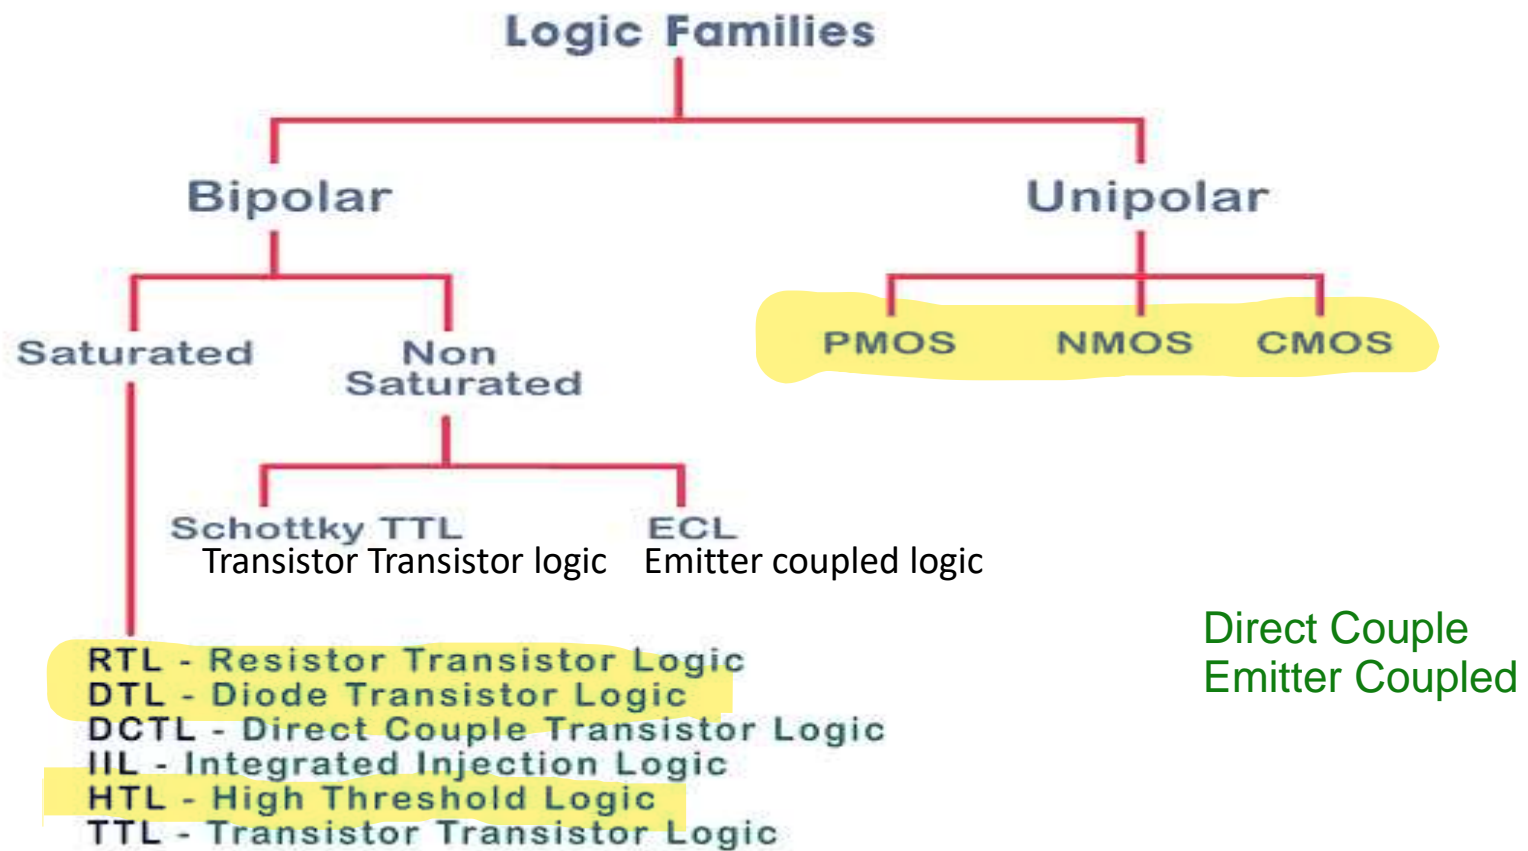 Logic Families
Bipolar
Unipolar
Saturated
Non
Saturated
PMOS
NMOS
CMOS
Schottky TTL
ECL
Transistor Transistor logic
Emitter coupled logic
Direct Couple
Emitter Coupled
RTL - Resistor Transistor Logic
DTL - Diode Transistor Logic
DCTL - Direct Couple Transistor Logic
IIL - Integrated Injection Logic
HTL - High Threshold Logic
TTL - Transistor Transistor Logic